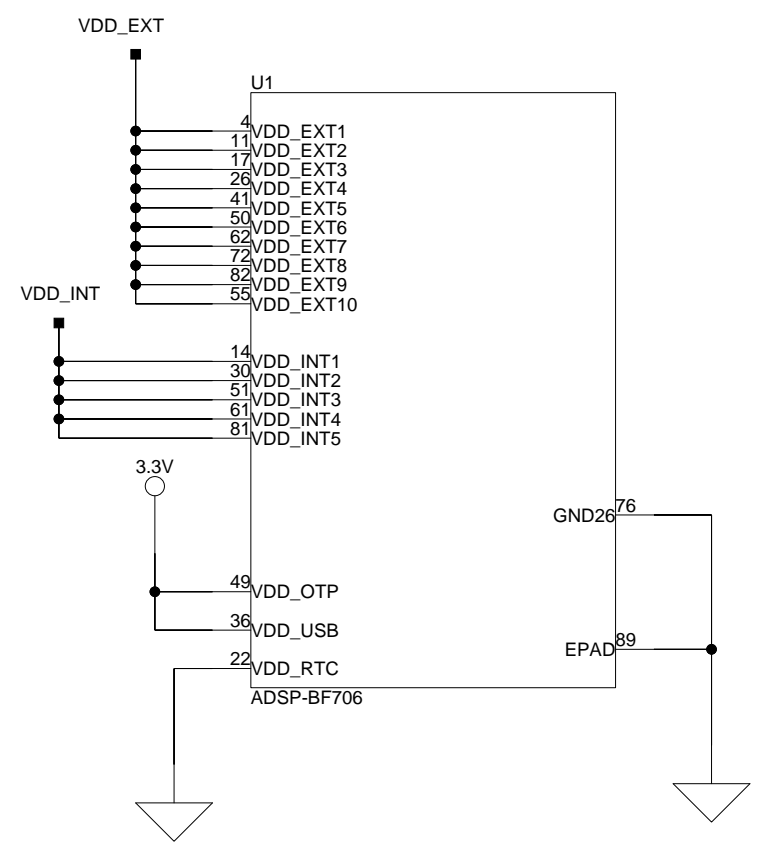 VDD_EXT
U1
4 VDD_EXT1
11 VDD_EXT2
17 VDD_EXT3
26 VDD_EXT4
41 VDD_EXT5
50 VDD_EXT6
62 VDD_EXT7
72 VDD_EXT8
82 VDD_EXT9
55 VDD_EXT10
VDD_INT
14 VDD_INT1
30 VDD_INT2
51 VDD_INT3
61 VDD_INT4
81 VDD_INT5
3.3V
GND26 76
49 VDD_OTP
36 VDD_USB
EPAD 89
22 VDD_RTC
ADSP-BF706